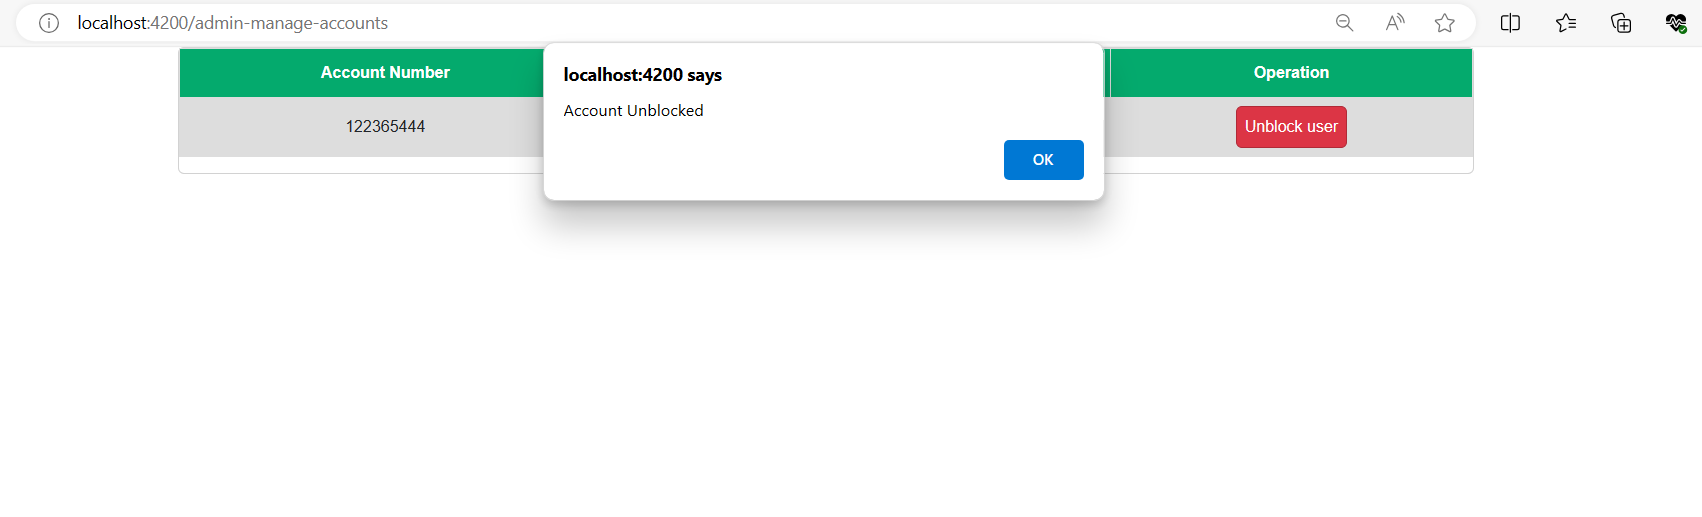 localhost:4200/admin-manage-accounts
localhost:4200 says
Account Unblocked
OK
Account Number
Operation
122365444
Unblock user